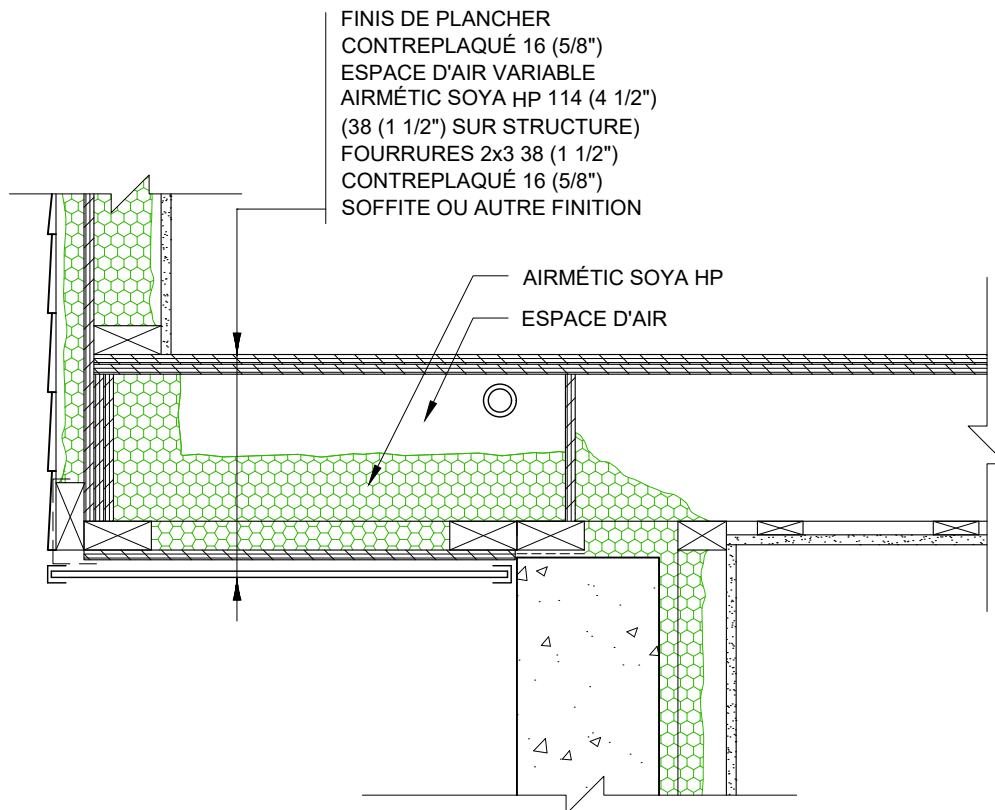 FINIS DE PLANCHER
CONTREPLAQUÉ 16 (5/8")
ESPACE D'AIR VARIABLE
AIRMÉTIC SOYA HP 114 (4 1/2")
(38 (1 1/2") SUR STRUCTURE)
FOURRURES 2x3 38 (1 1/2")
CONTREPLAQUÉ 16 (5/8")
SOFFITE OU AUTRE FINITION
AIRMÉTIC SOYA HP
ESPACE D'AIR